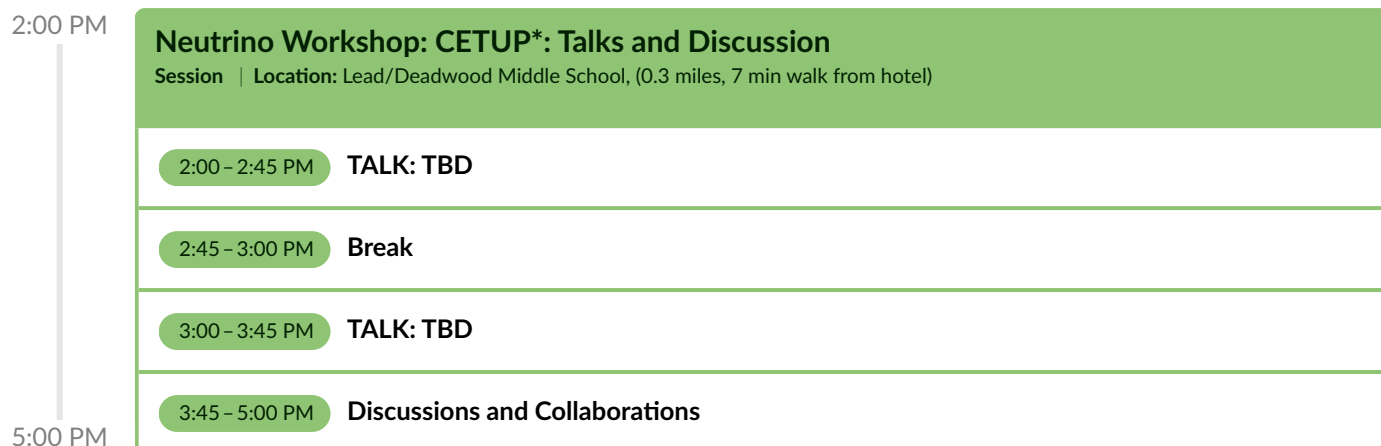 2:00 PM
Neutrino Workshop: CETUP*: Talks and Discussion
Session | Location: Lead/Deadwood Middle School, (0.3 miles, 7 min walk from hotel)
2:00 – 2:45 PM TALK: TBD
2:45 – 3:00 PM Break
3:00 – 3:45 PM TALK: TBD
3:45 – 5:00 PM Discussions and Collaborations
5:00 PM